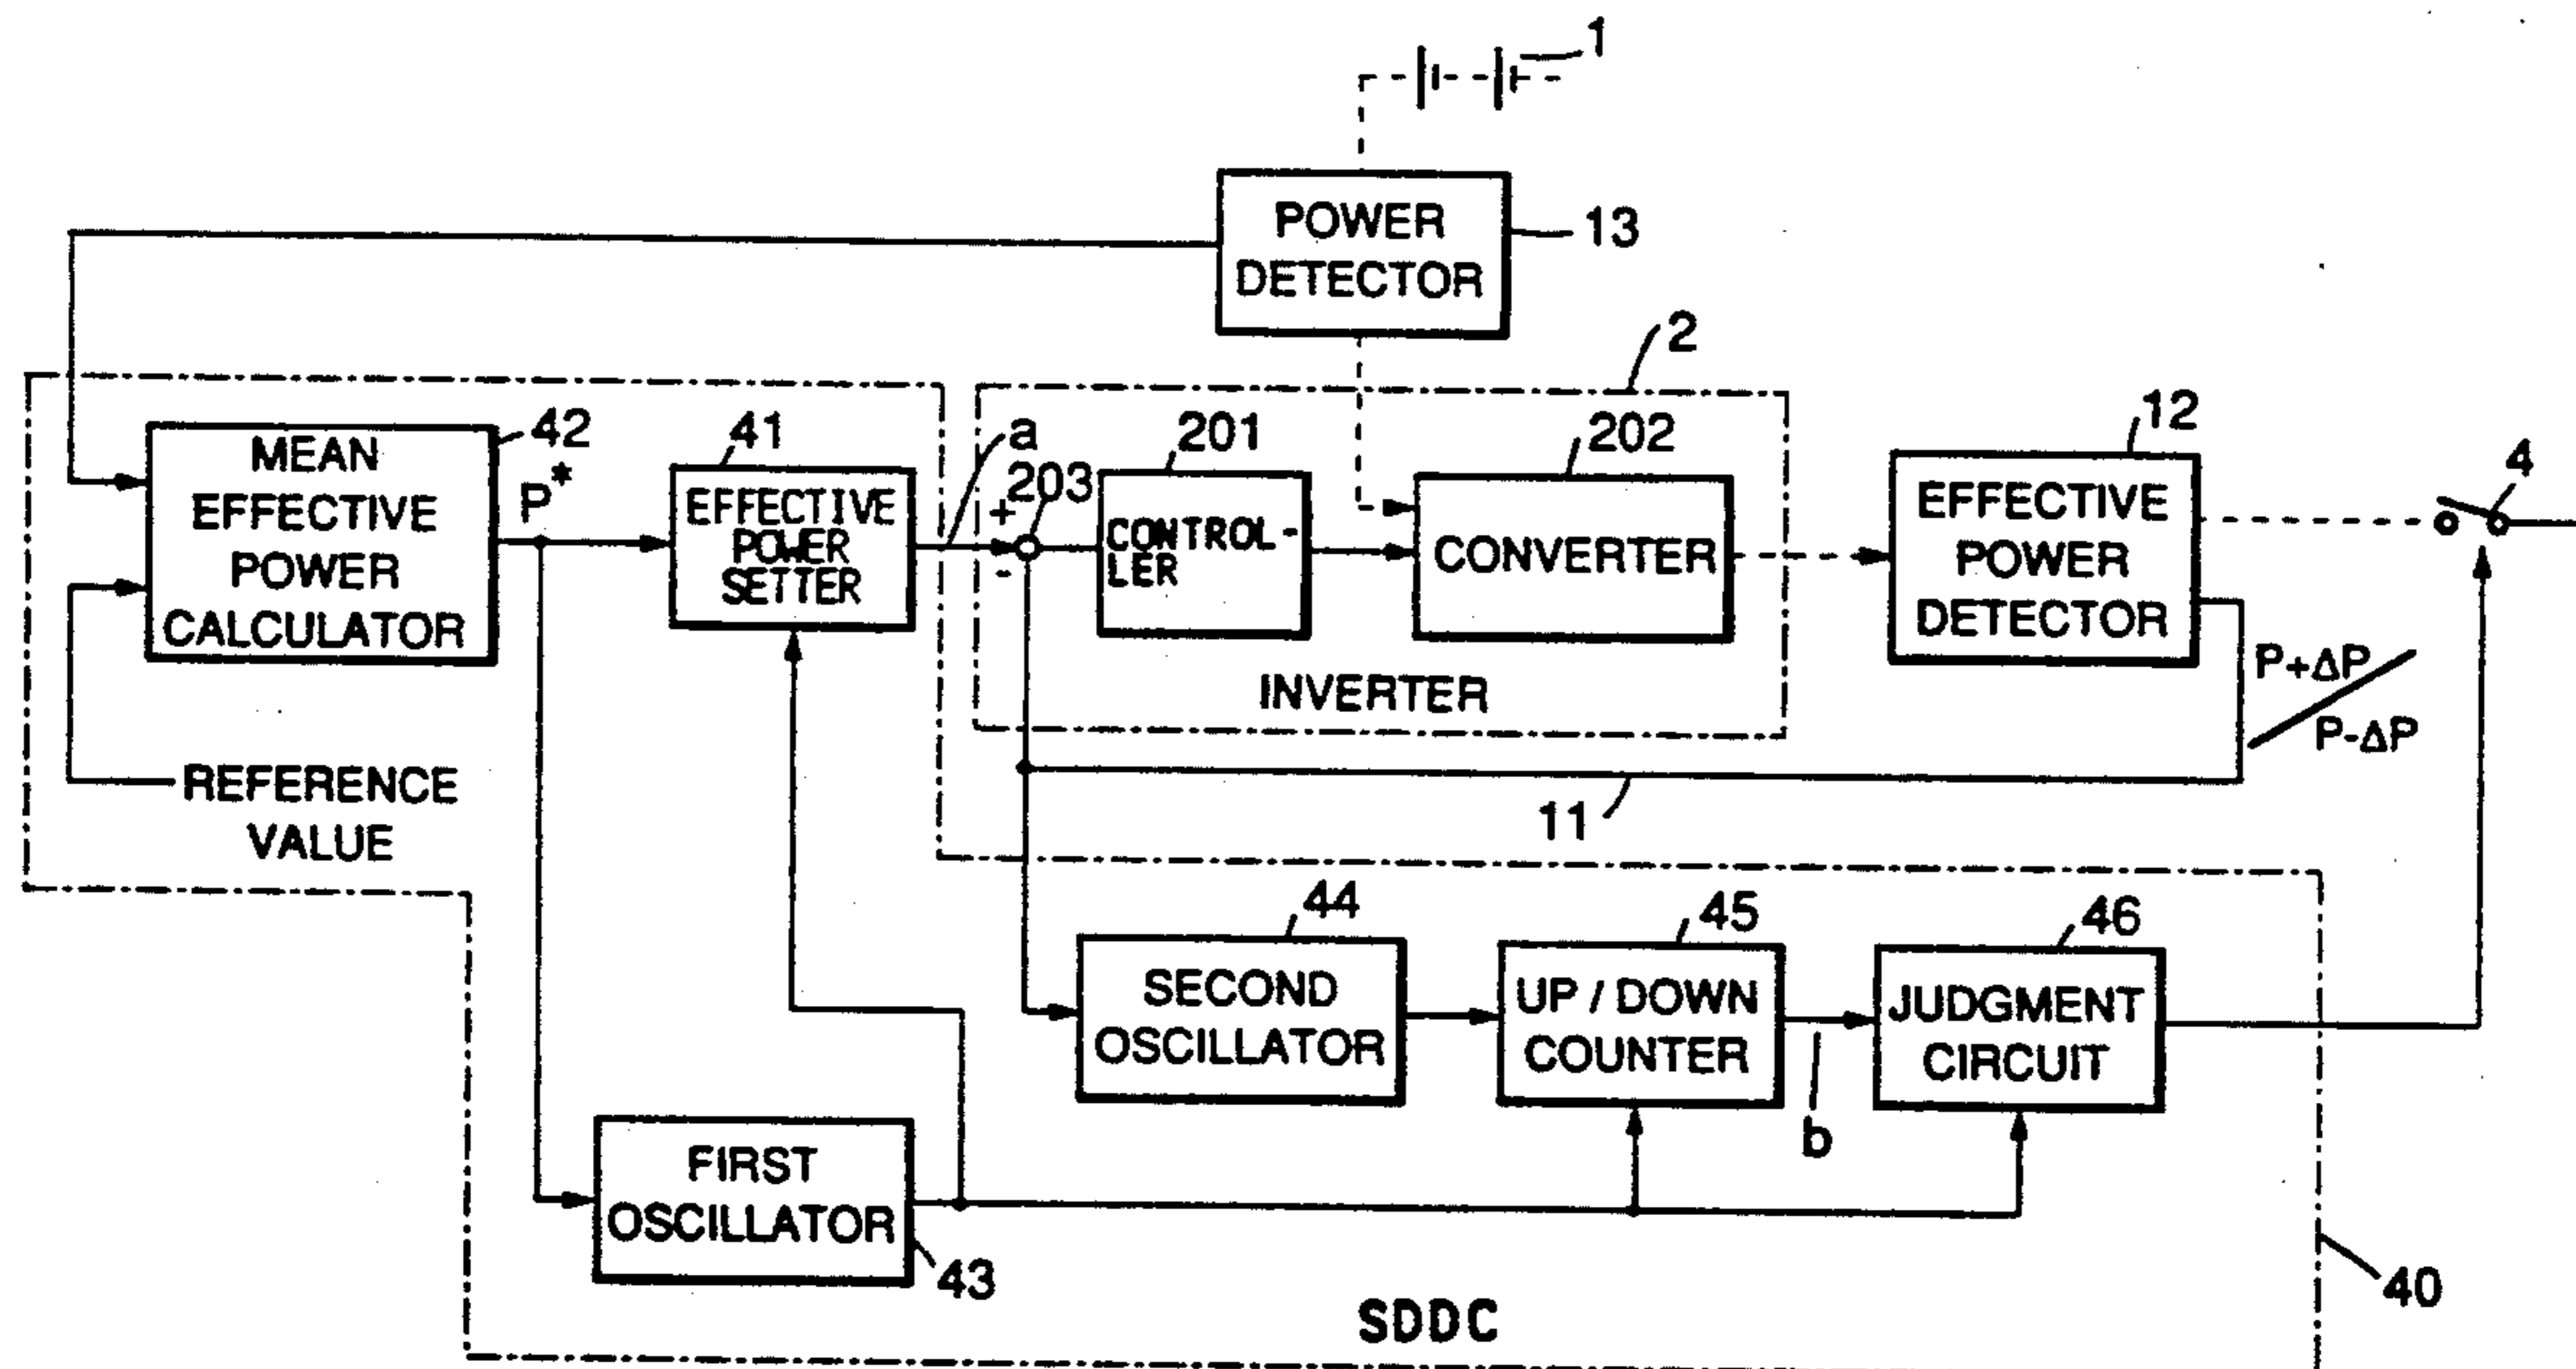 1
POWER
DETECTOR
13
2
42
MEAN
EFFECTIVE
POWER
CALCULATOR
P*
41
EFFECTIVE
POWER
SETTER
a
+
203
-
201
CONTROL-
LER
202
CONVERTER
INVERTER
12
EFFECTIVE
POWER
DETECTOR
4
P+ΔP
P-ΔP
REFERENCE
VALUE
11
44
SECOND
OSCILLATOR
45
UP / DOWN
COUNTER
46
JUDGMENT
CIRCUIT
b
FIRST
OSCILLATOR
43
40
SDDC